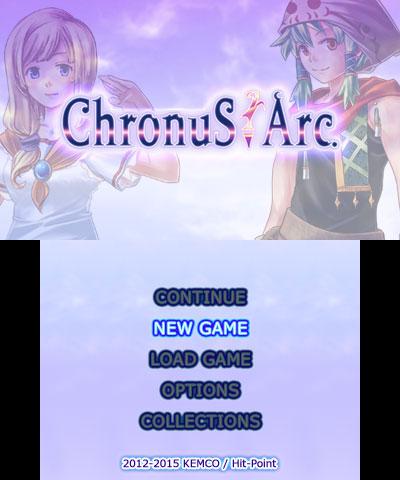 Chronus Arc.
CONTINUE
NEW GAME
LOAD GAME
OPTIONS
COLLECTIONS
2012-2015 KEMCO / Hit-Point